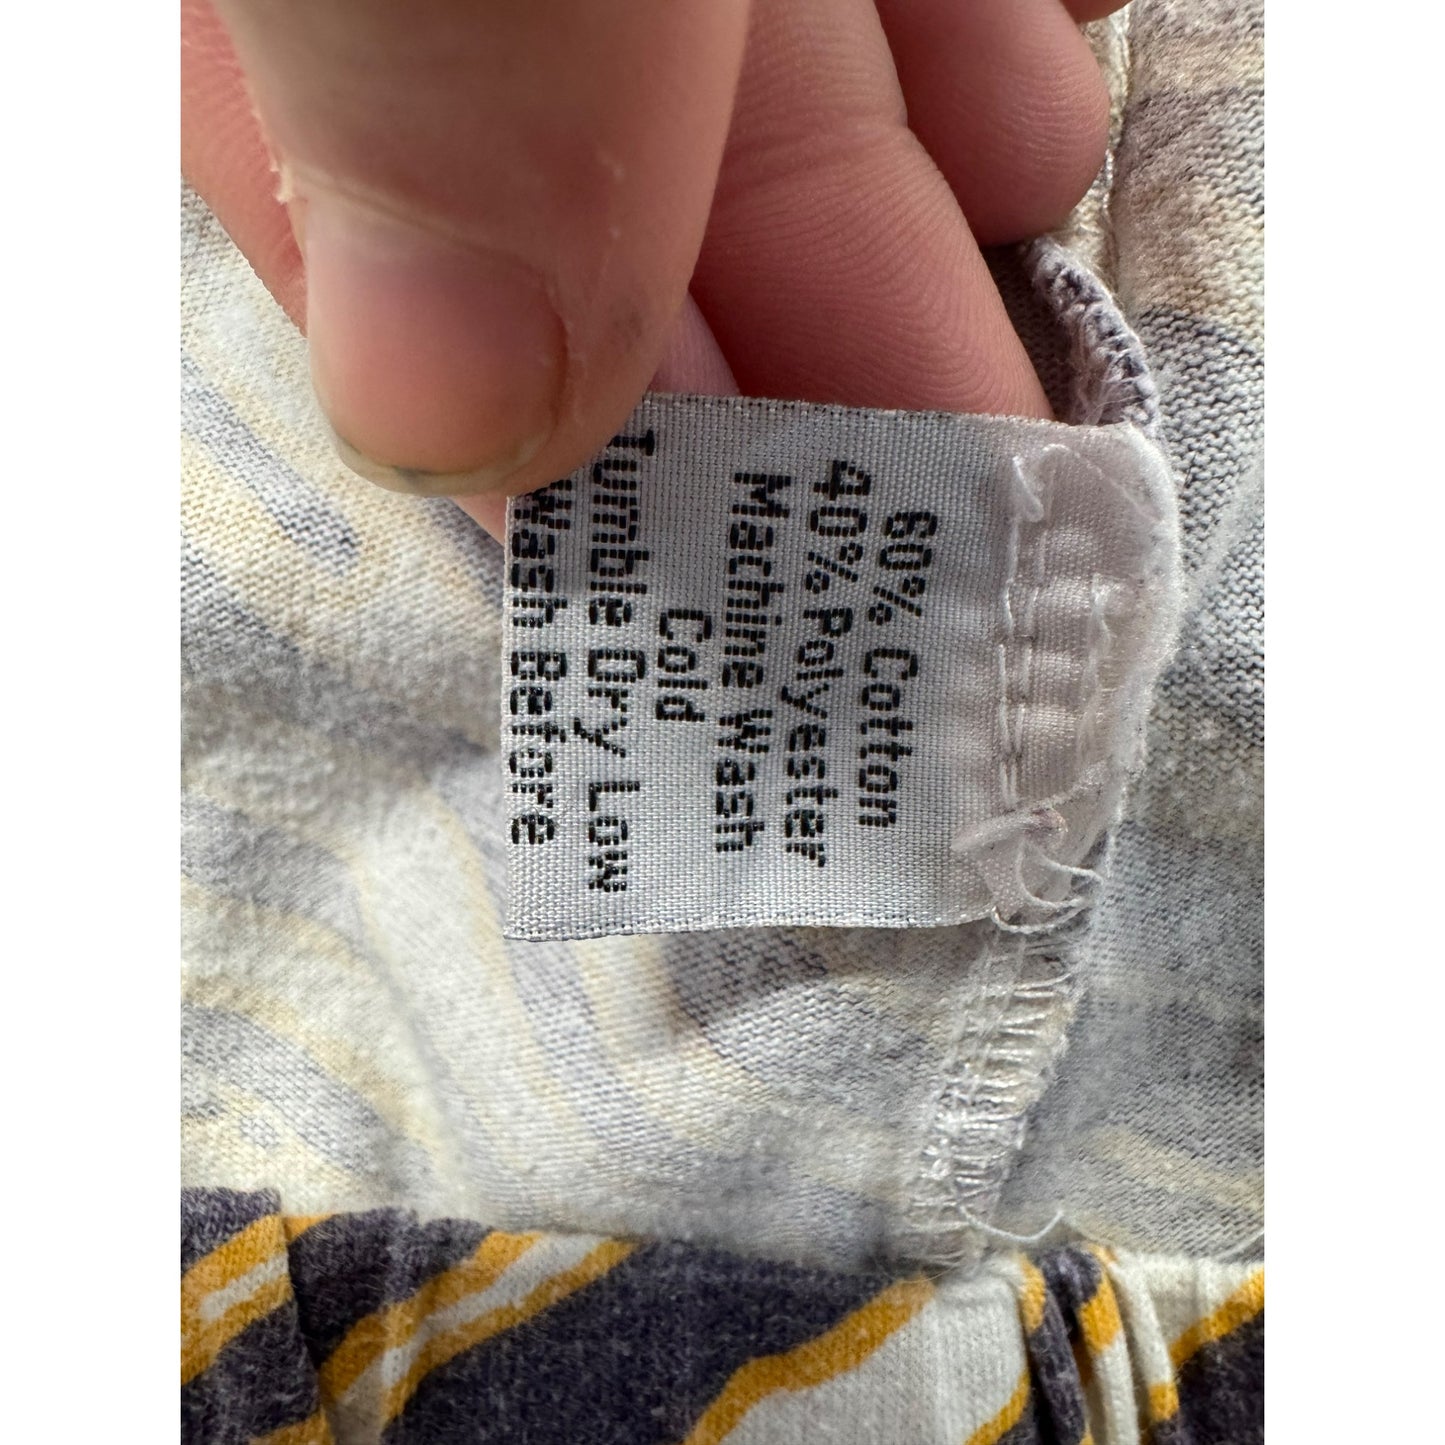 60% Cotton
40% Polyester
Machine Wash
Cold
Tumble Dry Low
Wash Before